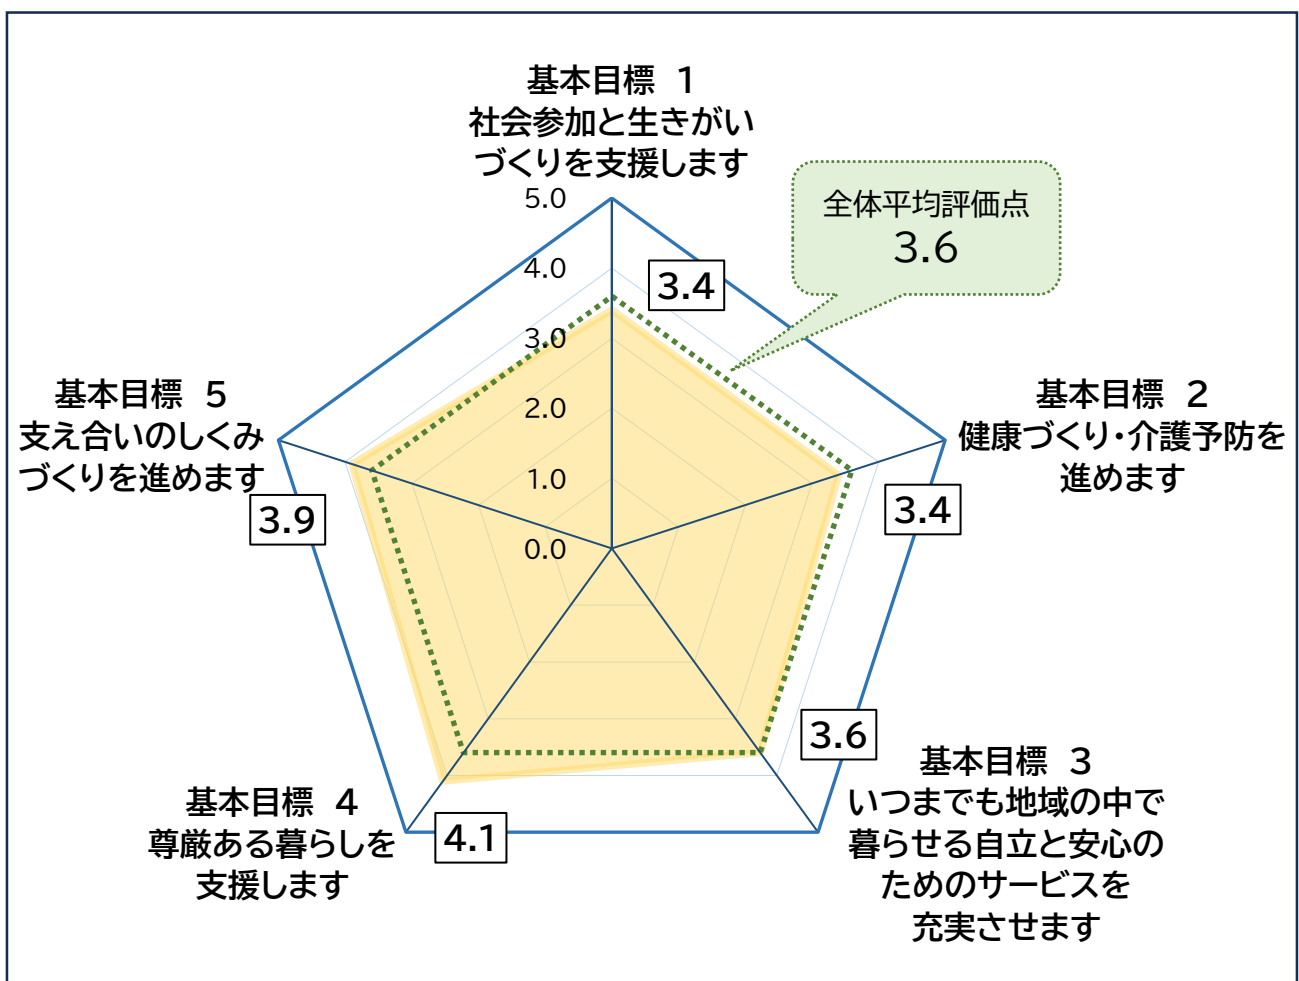 基本目標 1
社会参加と生きがい
づくりを支援します
全体平均評価点
3.6
5.0
4.0
3.0
2.0
1.0
0.0
3.4
基本目標 2
健康づくり・介護予防を
進めます
3.4
基本目標 3
いつまでも地域の中で
暮らせる自立と安心の
ためのサービスを
充実させます
3.6
基本目標 4
尊厳ある暮らしを
支援します
4.1
基本目標 5
支え合いのしくみ
づくりを進めます
3.9